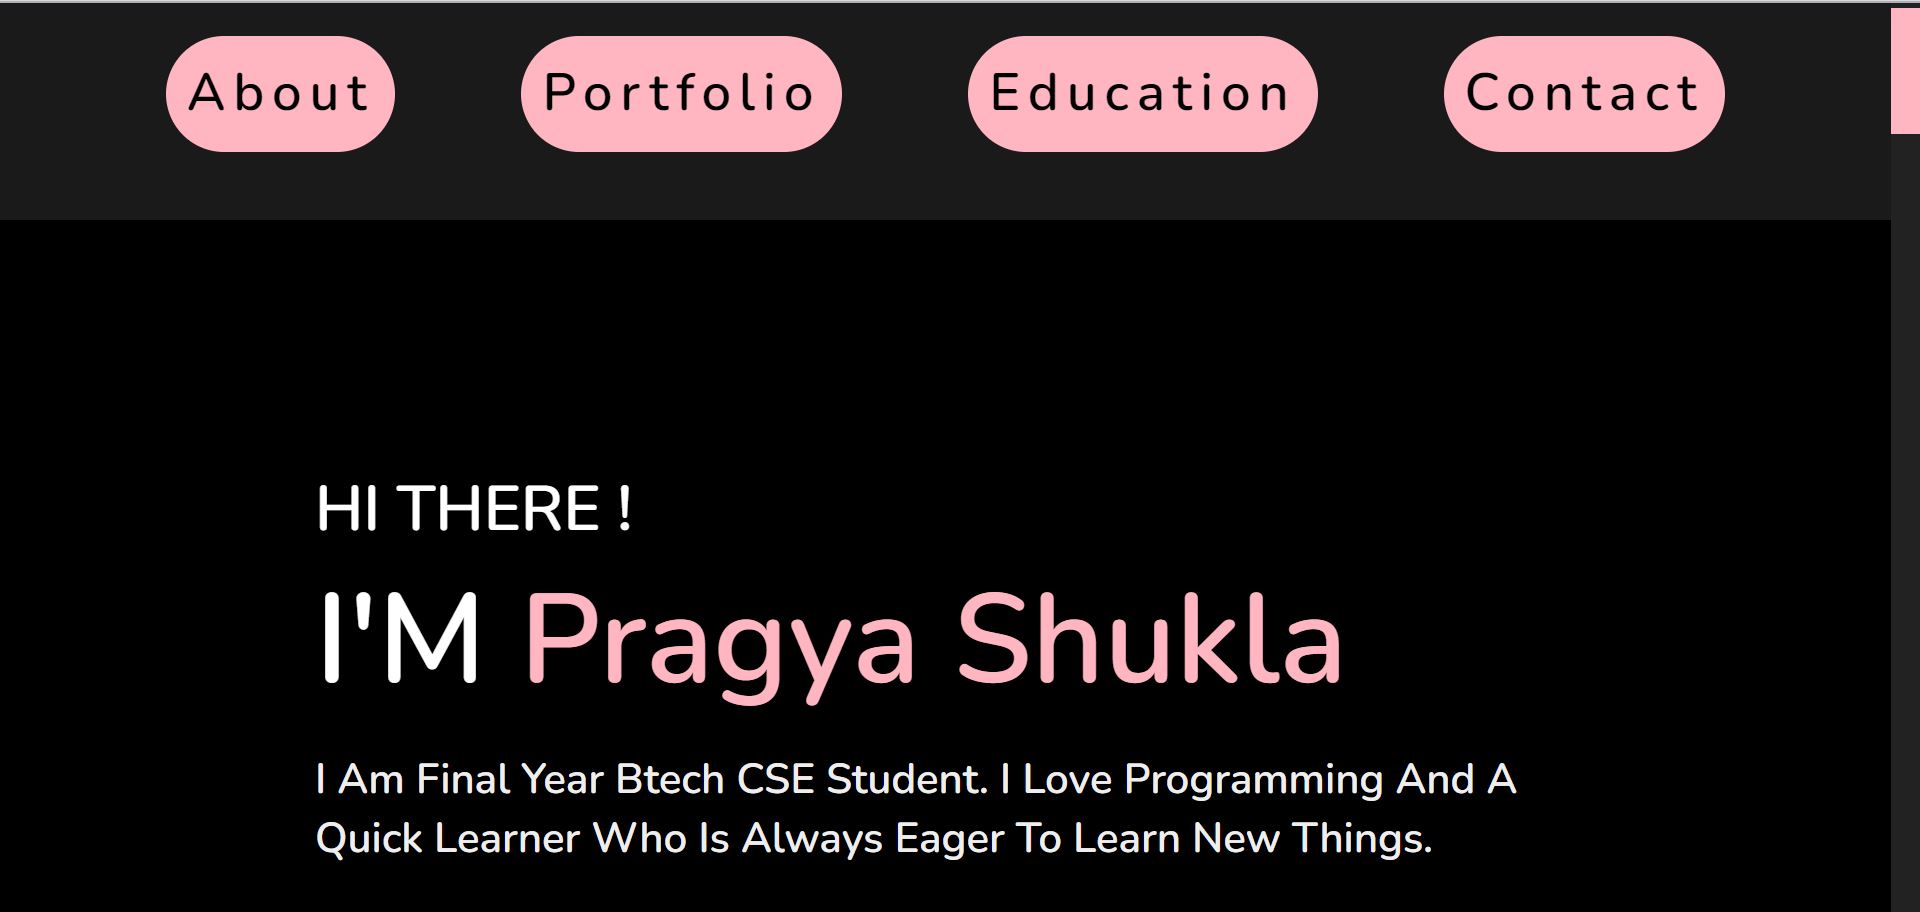 About Portfolio Education Contact
HI THERE !
I'M Pragya Shukla
I Am Final Year Btech CSE Student. I Love Programming And A
Quick Learner Who Is Always Eager To Learn New Things.